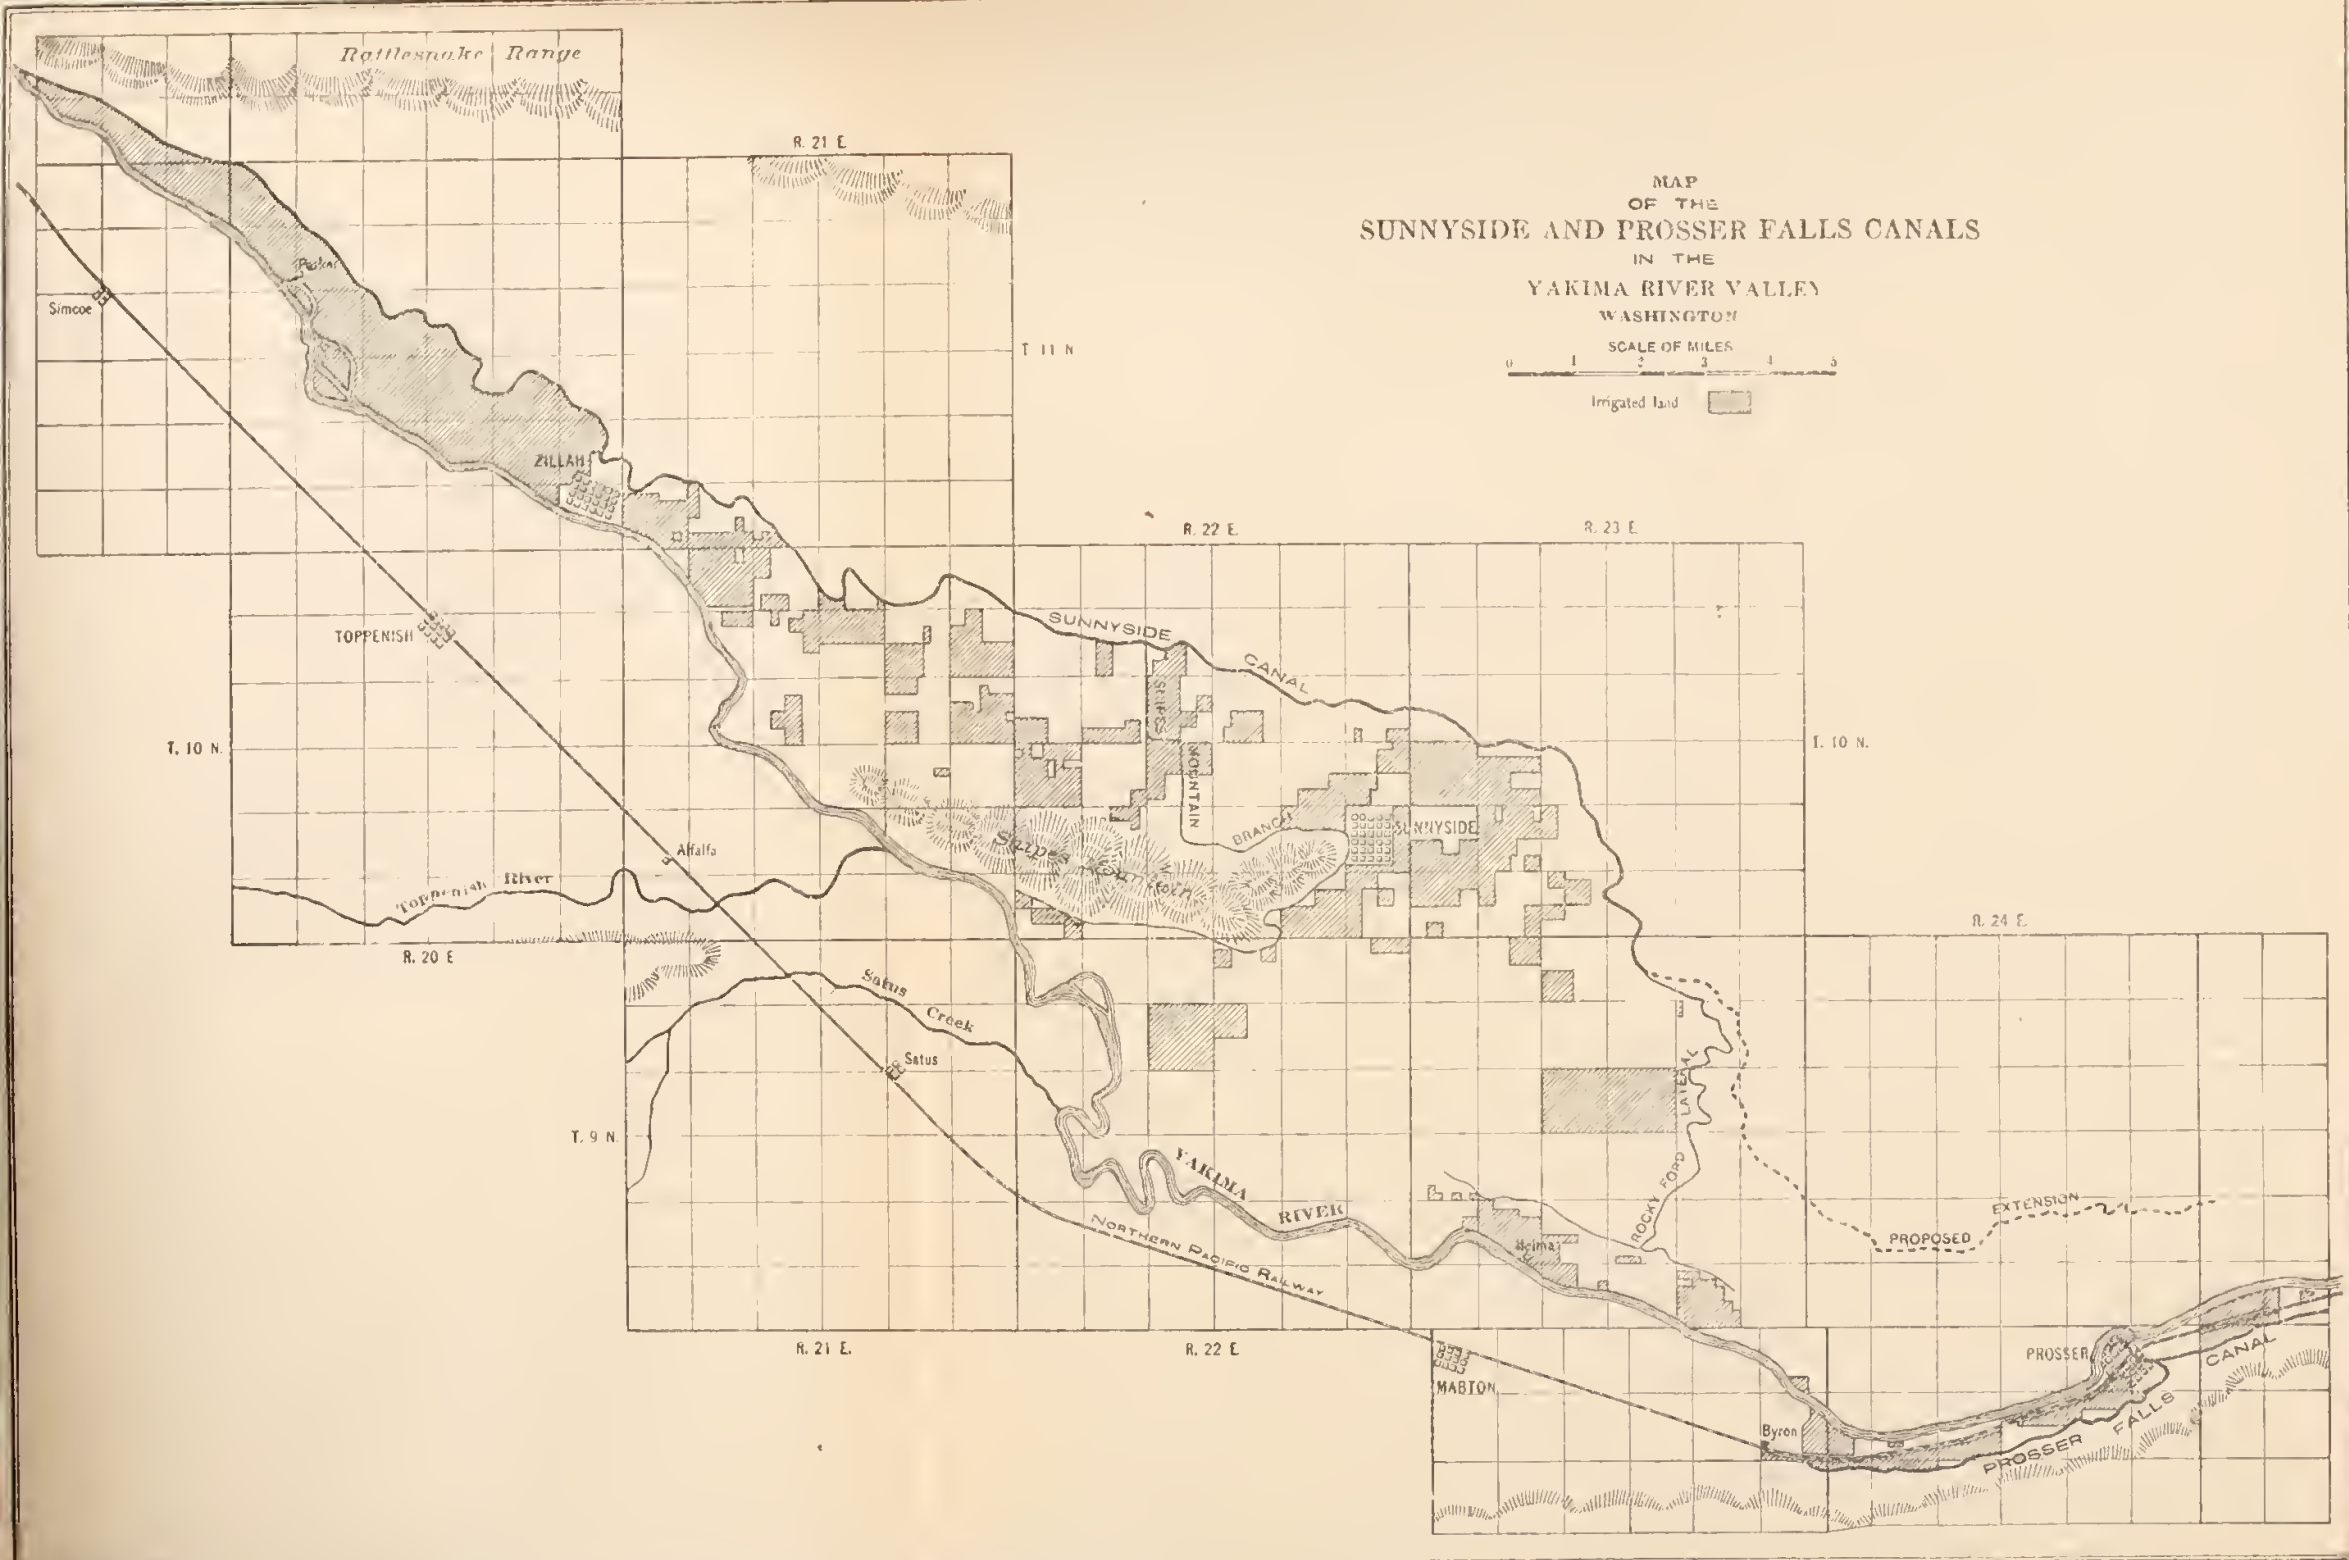 Rattlesnake Range
R. 21 E.
MAP
OF THE
SUNNYSIDE AND PROSSER FALLS CANALS
IN THE
YAKIMA RIVER VALLEY
WASHINGTON
SCALE OF MILES
0 1 2 3 4 5
Irrigated land
Simcoe
T 11 N
ZILLAH
R. 22 E.
R. 23 E.
TOPPENISH
SUNNYSIDE
CANAL
SNIPES
MOUNTAIN
BRANCH
T. 10 N.
T. 10 N.
SUNNYSIDE
Snipes Mountain
Alfalfa
Toppenish River
R. 20 E
R. 24 E.
Satus
Creek
Satus
T. 9 N.
YAKIMA
RIVER
NORTHERN PACIFIC RAILWAY
ROCKY FORD
LATERAL
PROPOSED
EXTENSION
R. 21 E.
R. 22 E.
MABTON
Byron
PROSSER
PROSSER
FALLS
CANAL